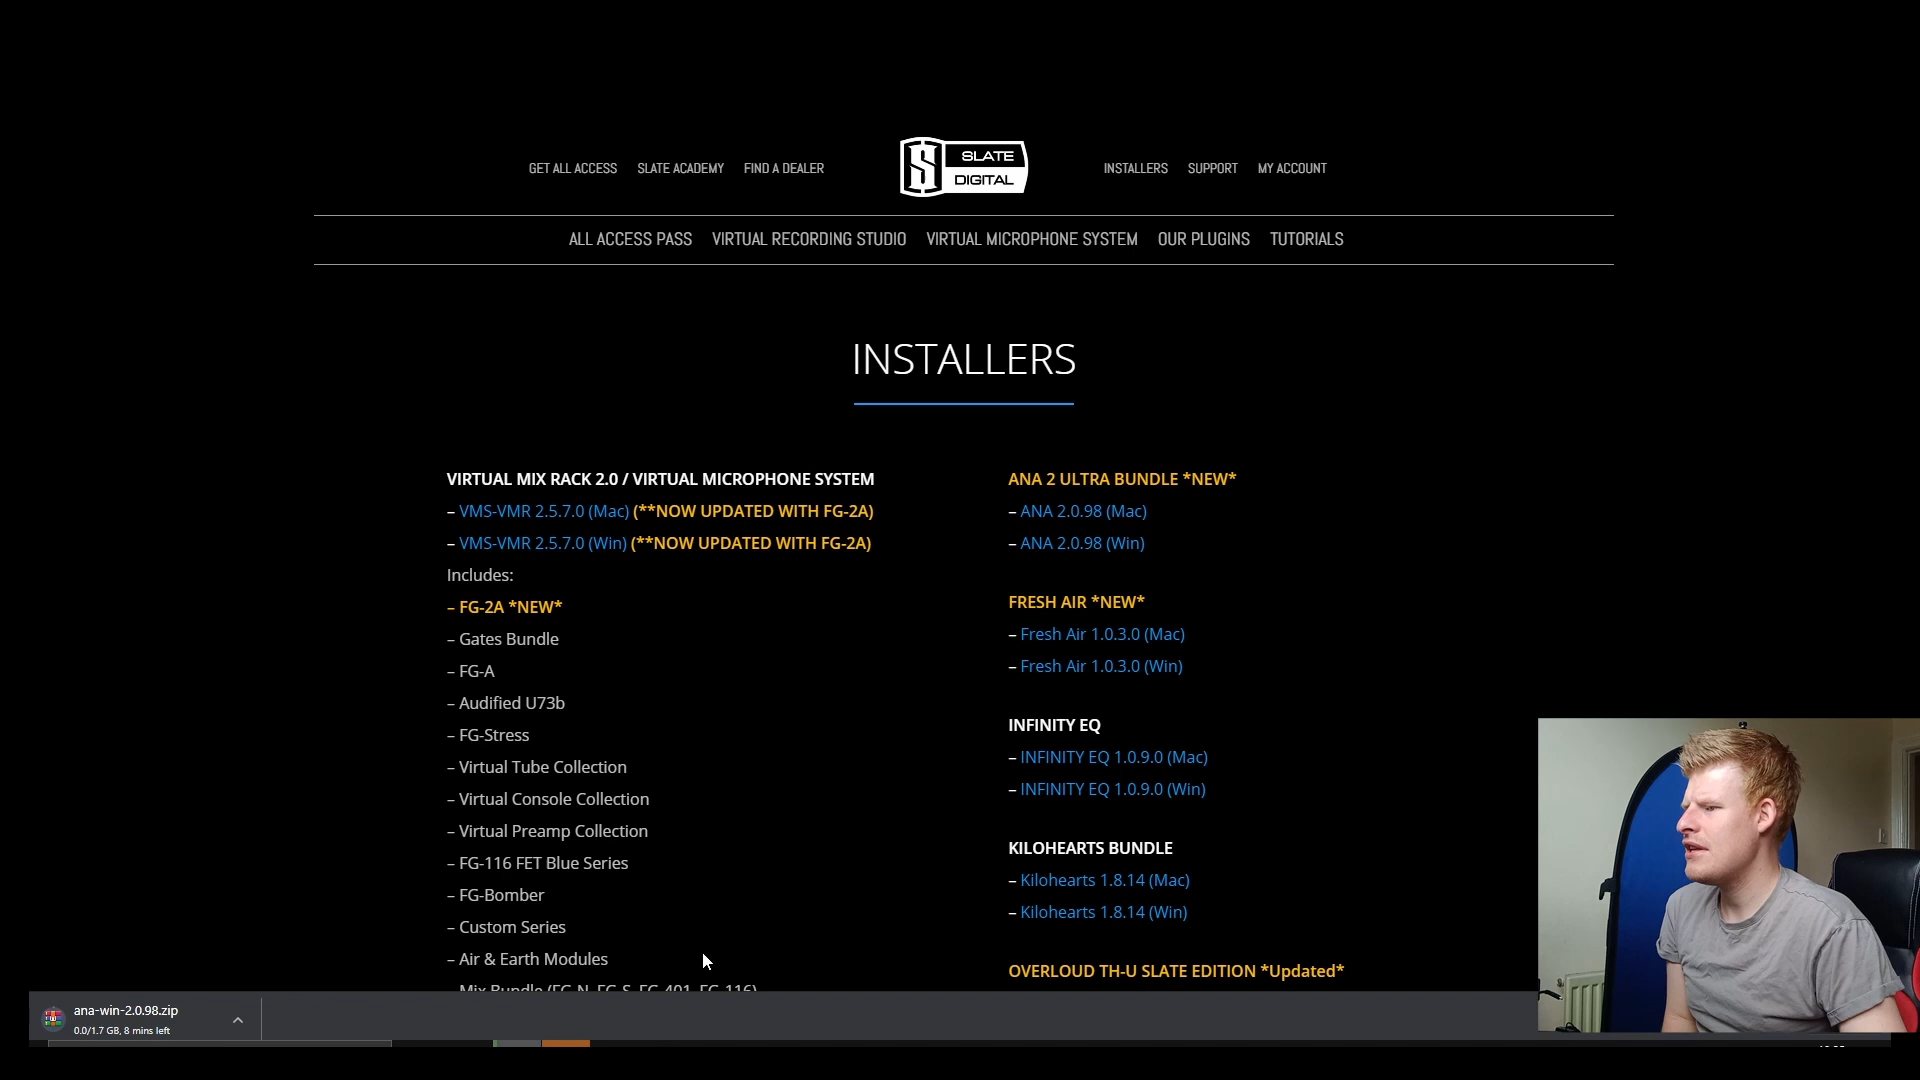 GET ALL ACCESS
SLATE ACADEMY
FIND A DEALER
SLATE
DIGITAL
INSTALLERS
SUPPORT
MY ACCOUNT
ALL ACCESS PASS
VIRTUAL RECORDING STUDIO
VIRTUAL MICROPHONE SYSTEM
OUR PLUGINS
TUTORIALS
INSTALLERS
VIRTUAL MIX RACK 2.0 / VIRTUAL MICROPHONE SYSTEM
– VMS-VMR 2.5.7.0 (Mac) (**NOW UPDATED WITH FG-2A)
– VMS-VMR 2.5.7.0 (Win) (**NOW UPDATED WITH FG-2A)
Includes:
– FG-2A *NEW*
– Gates Bundle
– FG-A
– Audified U73b
– FG-Stress
– Virtual Tube Collection
– Virtual Console Collection
– Virtual Preamp Collection
– FG-116 FET Blue Series
– FG-Bomber
– Custom Series
– Air & Earth Modules
– Mix Bundle (FG-N, FG-S, FG-401, FG-116)
ANA 2 ULTRA BUNDLE *NEW*
– ANA 2.0.98 (Mac)
– ANA 2.0.98 (Win)
FRESH AIR *NEW*
– Fresh Air 1.0.3.0 (Mac)
– Fresh Air 1.0.3.0 (Win)
INFINITY EQ
– INFINITY EQ 1.0.9.0 (Mac)
– INFINITY EQ 1.0.9.0 (Win)
KILOHEARTS BUNDLE
– Kilohearts 1.8.14 (Mac)
– Kilohearts 1.8.14 (Win)
OVERLOUD TH-U SLATE EDITION *Updated*
ana-win-2.0.98.zip
0.0/1.7 GB, 8 mins left